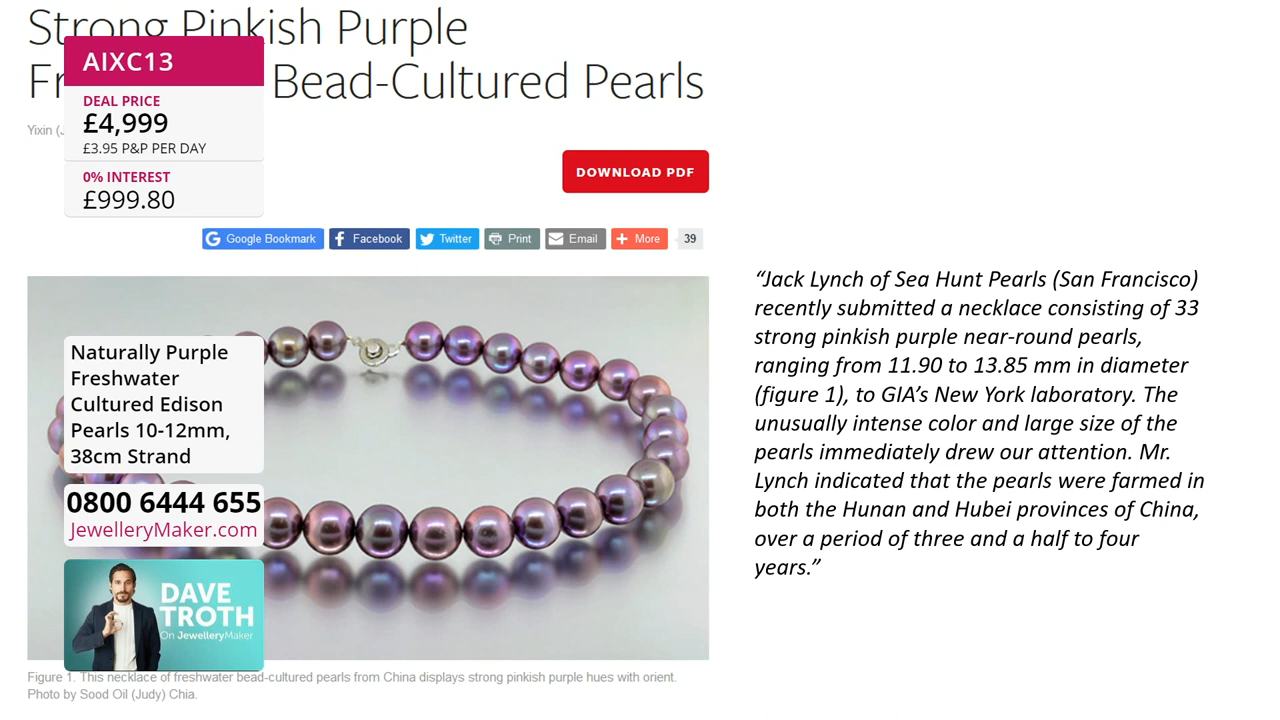 Strong Pinkish Purple
Fr Bead-Cultured Pearls
Yixin (J
AIXC13
DEAL PRICE
£4,999
£3.95 P&P PER DAY
0% INTEREST
£999.80
DOWNLOAD PDF
Google Bookmark
Facebook
Twitter
Print
Email
More
39
Naturally Purple
Freshwater
Cultured Edison
Pearls 10-12mm,
38cm Strand
0800 6444 655
JewelleryMaker.com
DAVE
TROTH
On JewelleryMaker
Figure 1. This necklace of freshwater bead-cultured pearls from China displays strong pinkish purple hues with orient.
Photo by Sood Oil (Judy) Chia.
“Jack Lynch of Sea Hunt Pearls (San Francisco)
recently submitted a necklace consisting of 33
strong pinkish purple near-round pearls,
ranging from 11.90 to 13.85 mm in diameter
(figure 1), to GIA’s New York laboratory. The
unusually intense color and large size of the
pearls immediately drew our attention. Mr.
Lynch indicated that the pearls were farmed in
both the Hunan and Hubei provinces of China,
over a period of three and a half to four
years.”